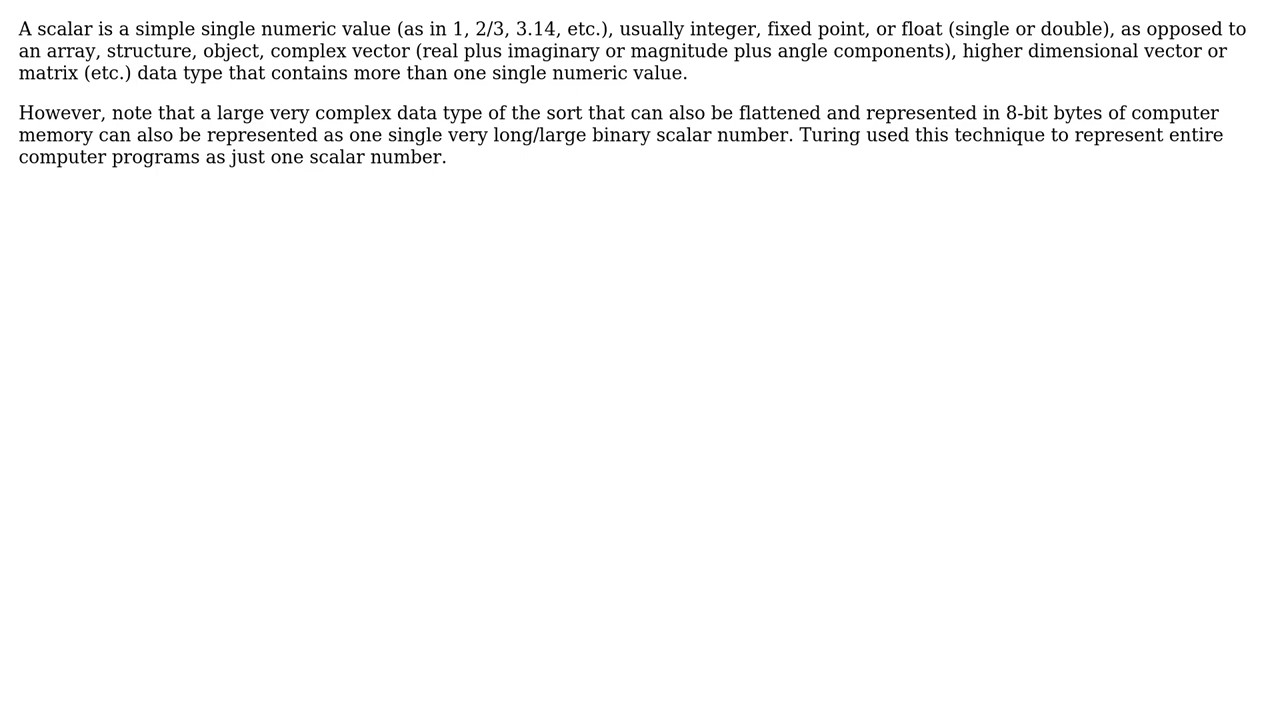 A scalar is a simple single numeric value (as in 1, 2/3, 3.14, etc.), usually integer, fixed point, or float (single or double), as opposed to
an array, structure, object, complex vector (real plus imaginary or magnitude plus angle components), higher dimensional vector or
matrix (etc.) data type that contains more than one single numeric value.
However, note that a large very complex data type of the sort that can also be flattened and represented in 8-bit bytes of computer
memory can also be represented as one single very long/large binary scalar number. Turing used this technique to represent entire
computer programs as just one scalar number.